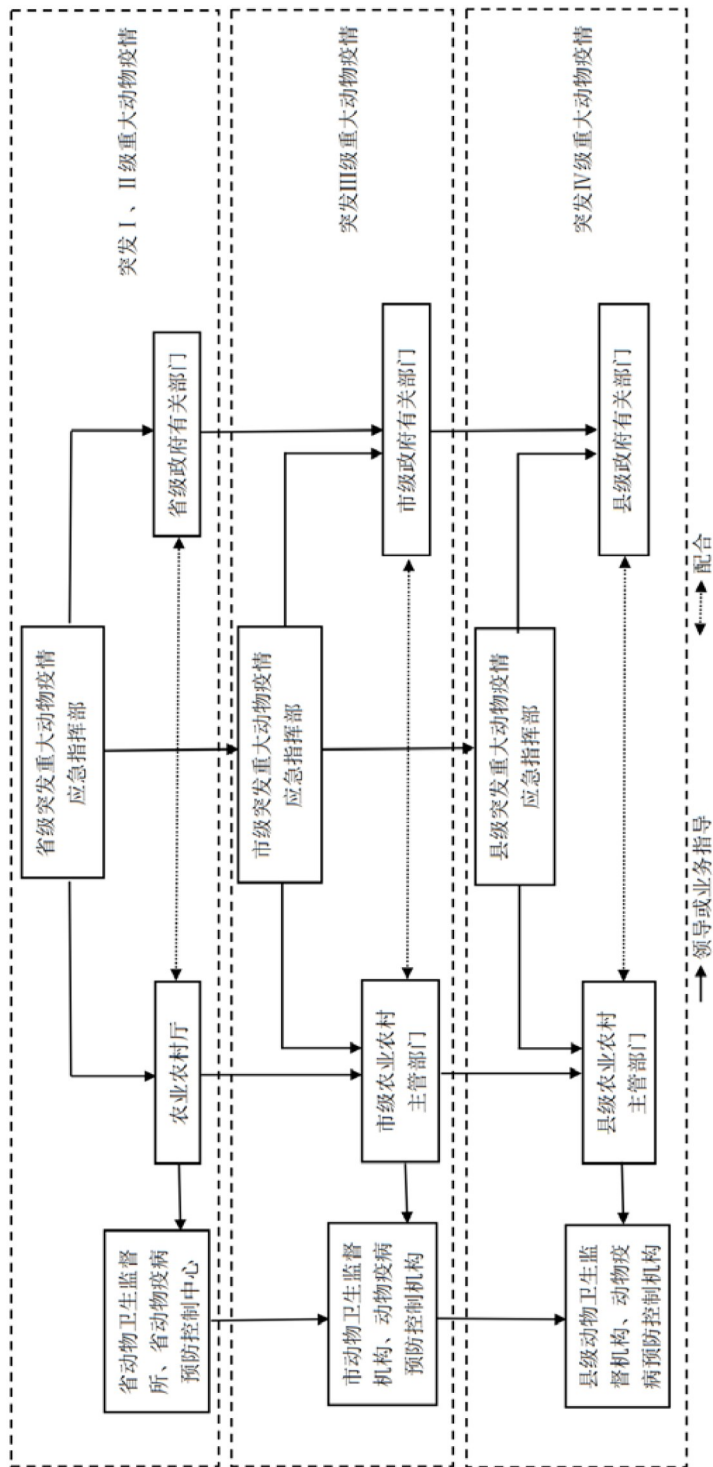 突发Ⅰ、Ⅱ级重大动物疫情
省级突发重大动物疫情
应急指挥部
省级政府有关部门
农业农村厅
省动物卫生监督
所、省动物疫病
预防控制中心
突发III级重大动物疫情
市级突发重大动物疫情
应急指挥部
市级政府有关部门
市级农业农村
主管部门
市动物卫生监督
机构、动物疫病
预防控制机构
突发Ⅳ级重大动物疫情
县级突发重大动物疫情
应急指挥部
县级政府有关部门
县级农业农村
主管部门
县级动物卫生监
督机构、动物疫
病预防控制机构
领导或业务指导
配合